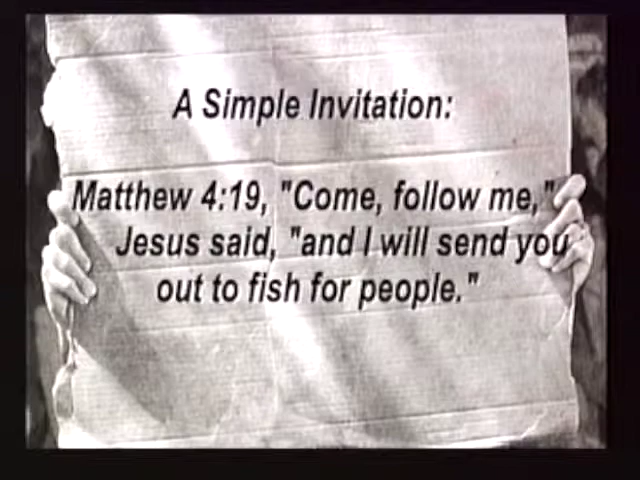 A Simple Invitation:
Matthew 4:19, "Come, follow me,"
Jesus said, "and I will send you
out to fish for people."